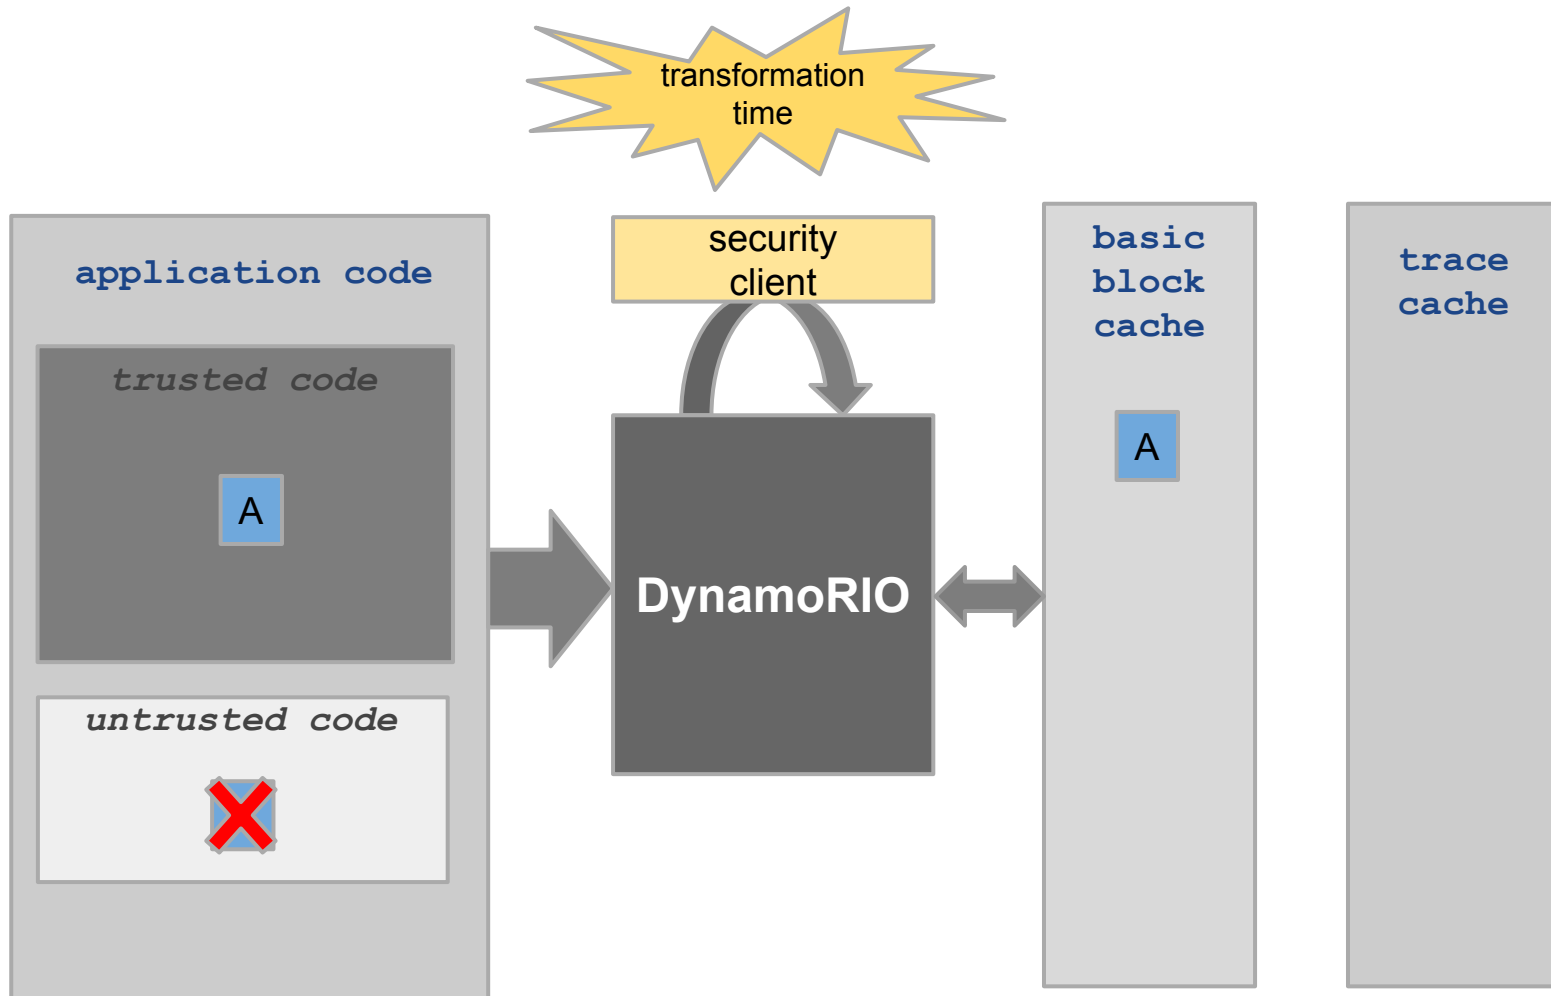 transformation
time
security
client
application code
trusted code
A
untrusted code
DynamoRIO
basic
block
cache
A
trace
cache